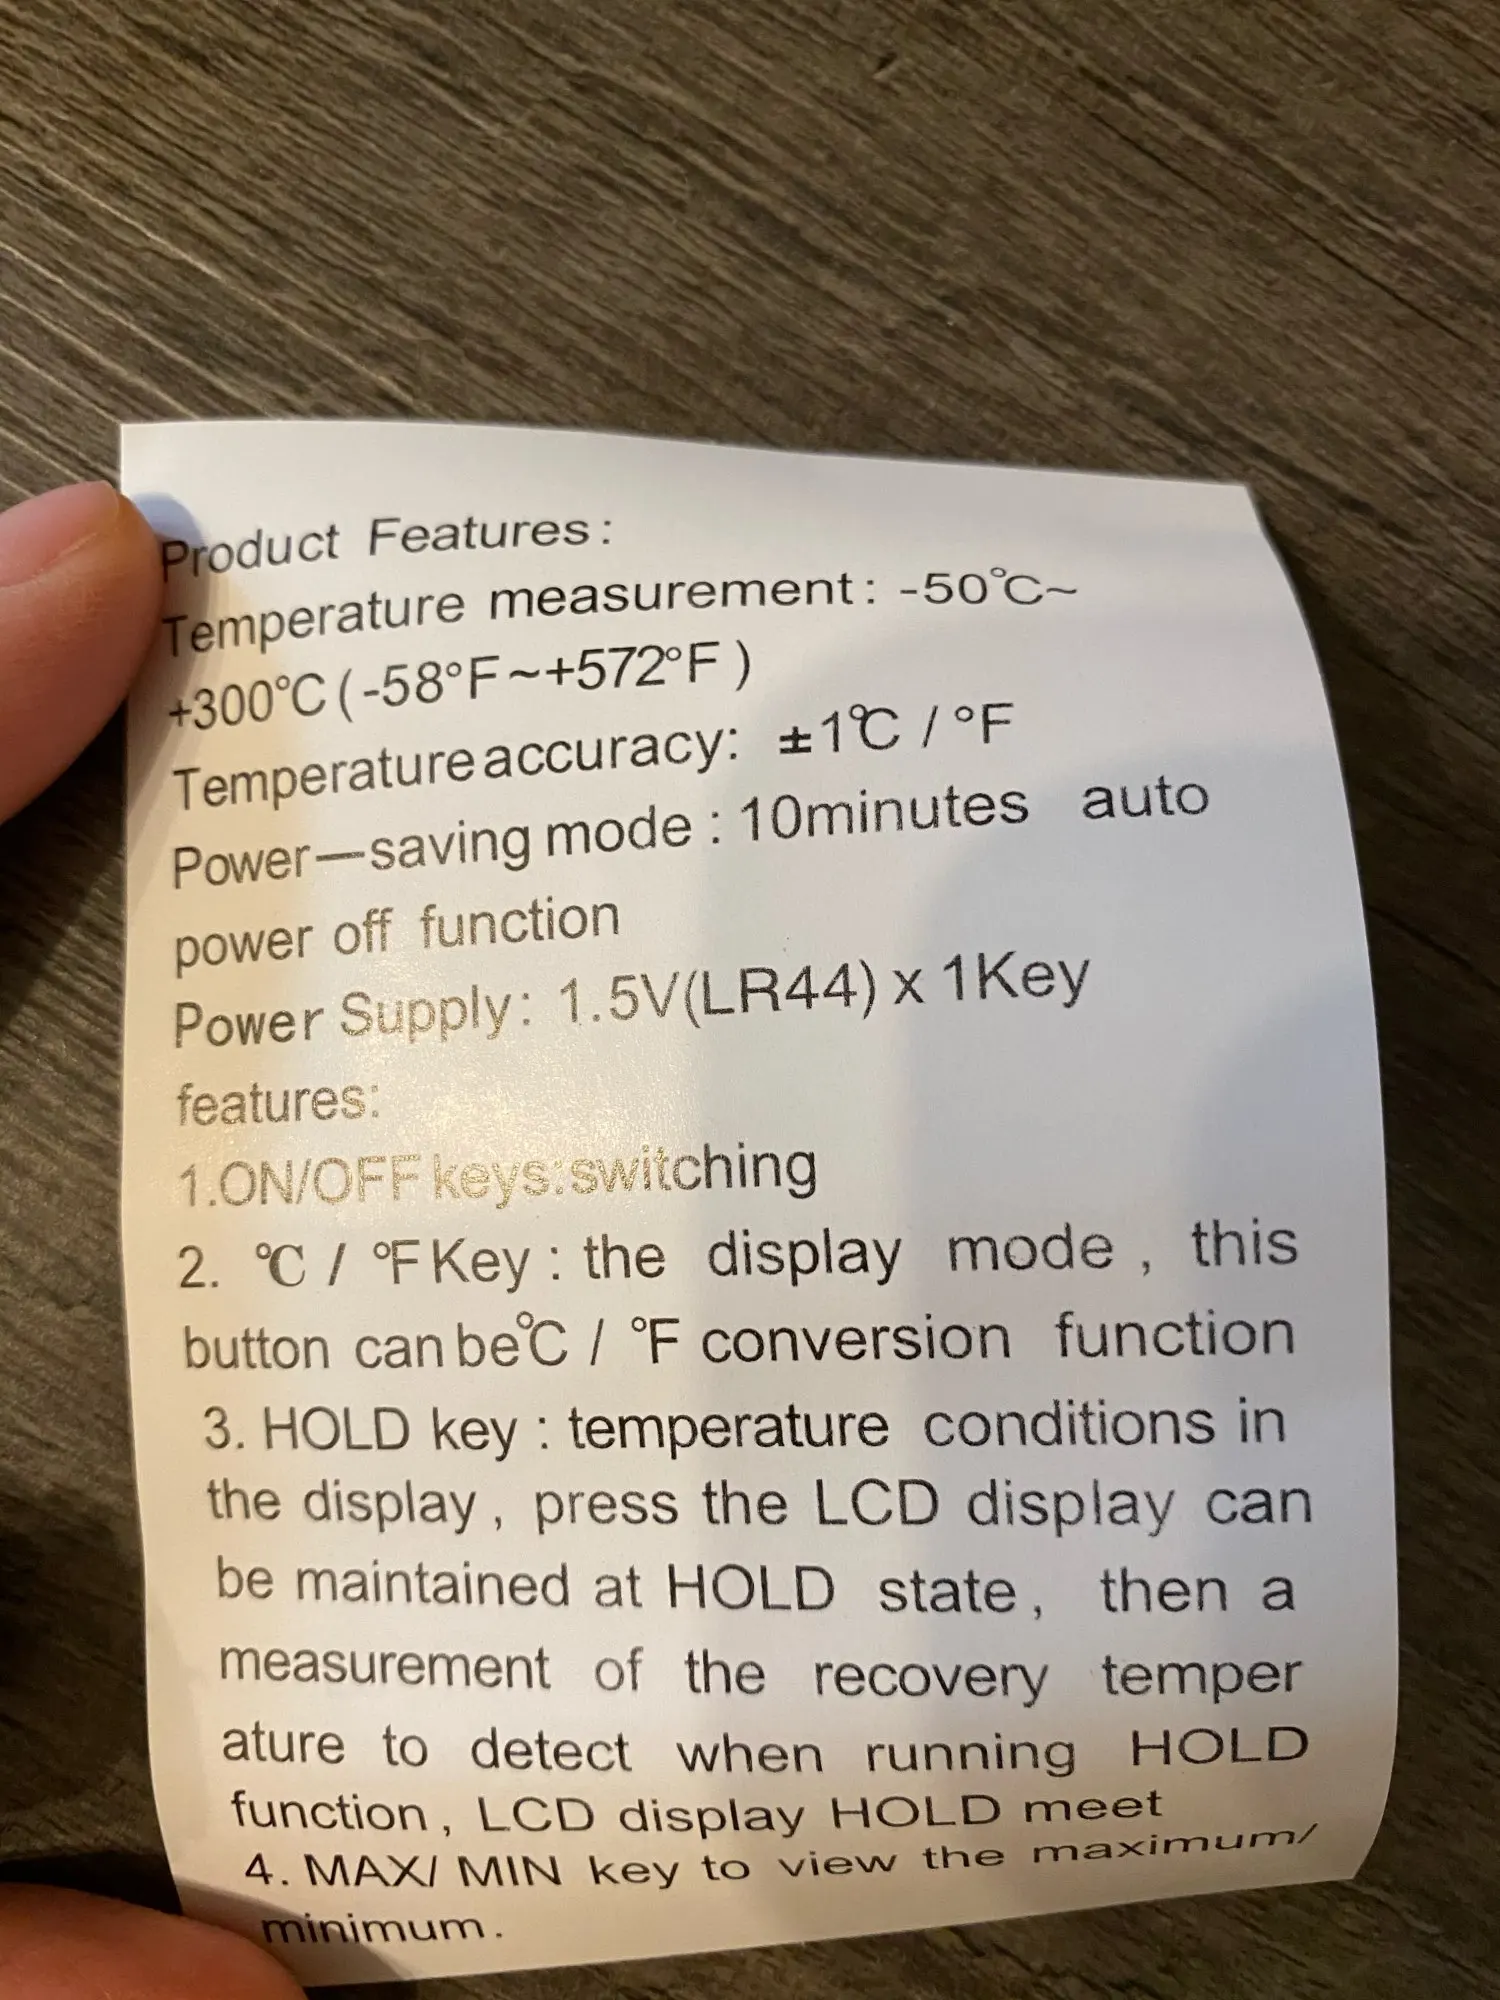 Product Features:
Temperature measurement: -50℃~
+300℃(-58°F~+572°F)
Temperature accuracy: ±1℃ / °F
Power—saving mode : 10minutes auto
power off function
Power Supply: 1.5V(LR44) x 1Key
features:
1.ON/OFF keys:switching
2. ℃ / ℉ Key : the display mode , this
button can be℃ / ℉ conversion function
3. HOLD key : temperature conditions in
the display , press the LCD display can
be maintained at HOLD state , then a
measurement of the recovery temper
ature to detect when running HOLD
function , LCD display HOLD meet
4. MAX/ MIN key to view the maximum/
minimum.